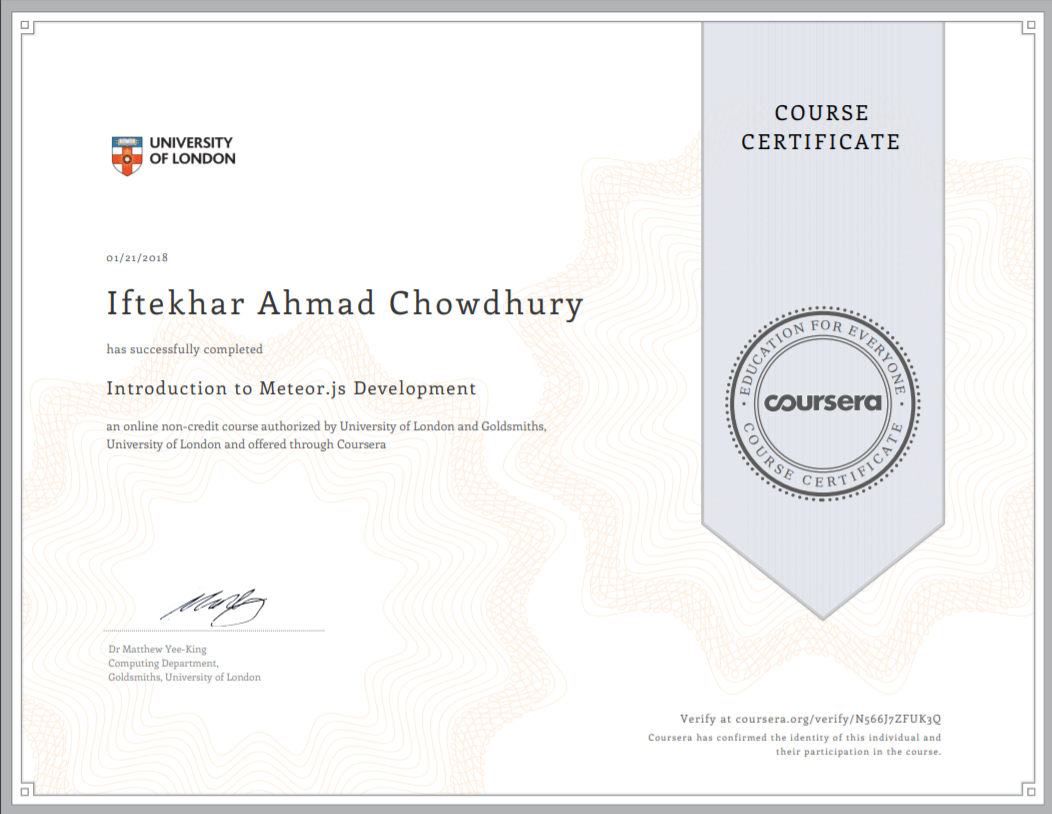 COURSE
CERTIFICATE
UNIVERSITY
OF LONDON
01/21/2018
Iftekhar Ahmad Chowdhury
has successfully completed
Introduction to Meteor.js Development
an online non-credit course authorized by University of London and Goldsmiths,
University of London and offered through Coursera
EDUCATION FOR EVERYONE
coursera
COURSE CERTIFICATE
Dr Matthew Yee-King
Computing Department,
Goldsmiths, University of London
Verify at coursera.org/verify/N566J7ZFUK3Q
Coursera has confirmed the identity of this individual and
their participation in the course.